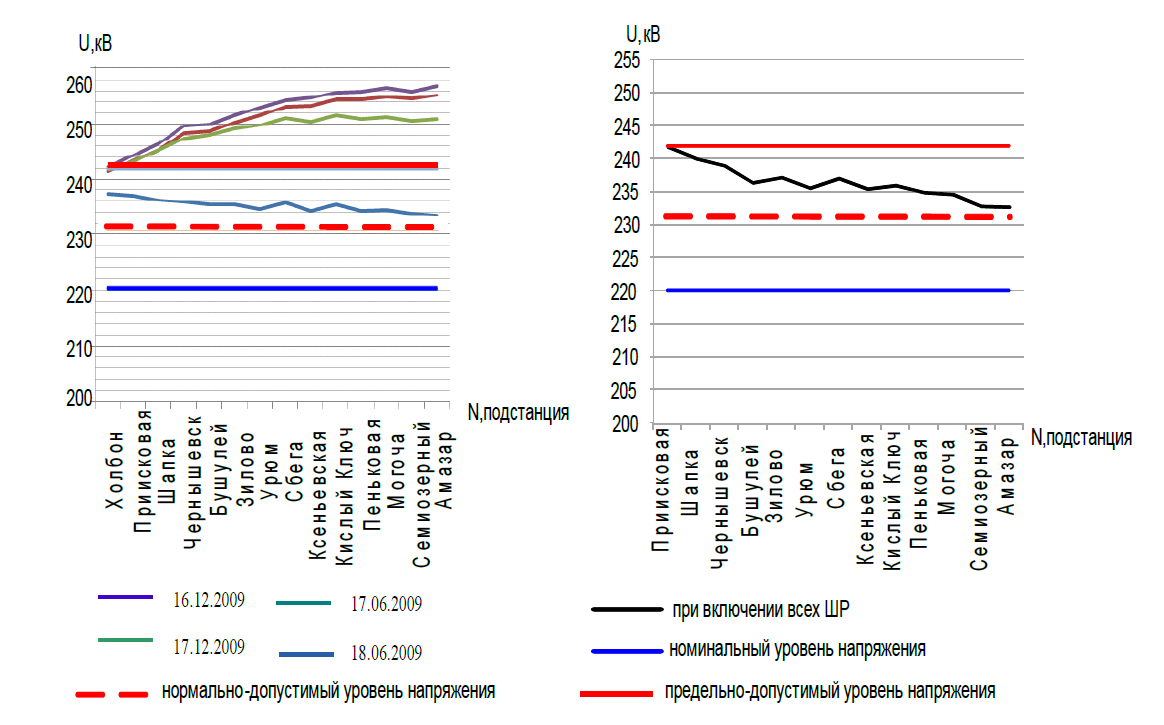 U,кВ
260
250
240
230
220
210
200
N,подстанция
Холбон
Приисковая
Шапка
Чернышевск
Бушулей
Зилово
Урюм
Сбега
Ксеньевская
Кислый Ключ
Пеньковая
Могоча
Семиозерный
Амазар
16.12.2009
17.06.2009
17.12.2009
18.06.2009
нормально-допустимый уровень напряжения
U,кВ
255
250
245
240
235
230
225
220
215
210
205
200
N,подстанция
Приисковая
Шапка
Чернышевск
Бушулей
Зилово
Урюм
Сбега
Ксеньевская
Кислый Ключ
Пеньковая
Могоча
Семиозерный
Амазар
при включении всех ШР
номинальный уровень напряжения
предельно-допустимый уровень напряжения